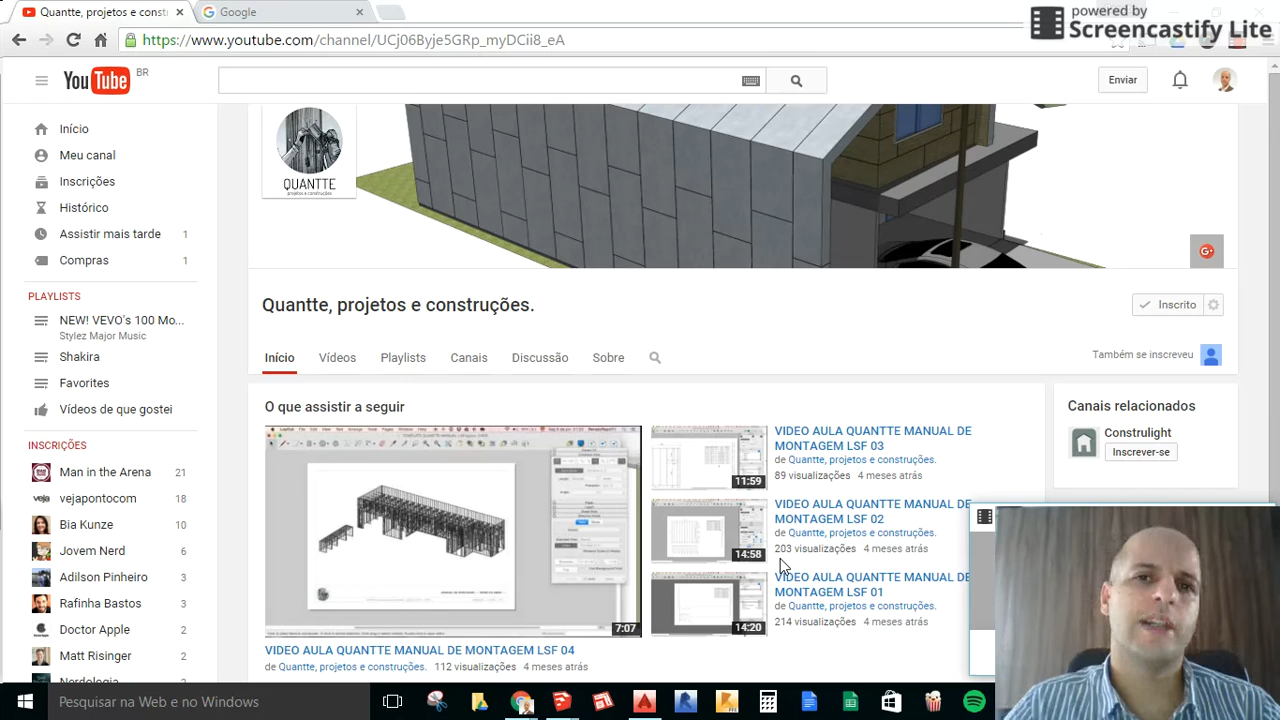 Quantte, projetos e constr
Google
powered by
Screencastify Lite
https://www.youtube.com/
YouTube BR
Enviar
Início
Meu canal
Inscrições
Histórico
Assistir mais tarde 1
Compras 1
PLAYLISTS
NEW! VEVO's 100 Mo...
Stylez Major Music
Shakira
Favorites
Vídeos de que gostei
INSCRIÇÕES
Man in the Arena 21
vejapontocom 18
Bia Kunze 10
Jovem Nerd 6
Adilson Pinheiro 3
Rafinha Bastos 3
Doctor Apple 2
Matt Risinger 2
Nerdologia
QUANTTE
projetos e construções
Quantte, projetos e construções.
Inscrito
Início Vídeos Playlists Canais Discussão Sobre
Também se inscreveu
O que assistir a seguir
7:07
VIDEO AULA QUANTTE MANUAL DE MONTAGEM LSF 04
de Quantte, projetos e construções. 112 visualizações 4 meses atrás
11:59
VIDEO AULA QUANTTE MANUAL DE
MONTAGEM LSF 03
de Quantte, projetos e construções.
89 visualizações 4 meses atrás
14:58
VIDEO AULA QUANTTE MANUAL DE
MONTAGEM LSF 02
de Quantte, projetos e construções.
203 visualizações 4 meses atrás
14:20
VIDEO AULA QUANTTE MANUAL DE
MONTAGEM LSF 01
de Quantte, projetos e construções.
214 visualizações 4 meses atrás
Canais relacionados
Construlight
Inscrever-se
Pesquisar na Web e no Windows